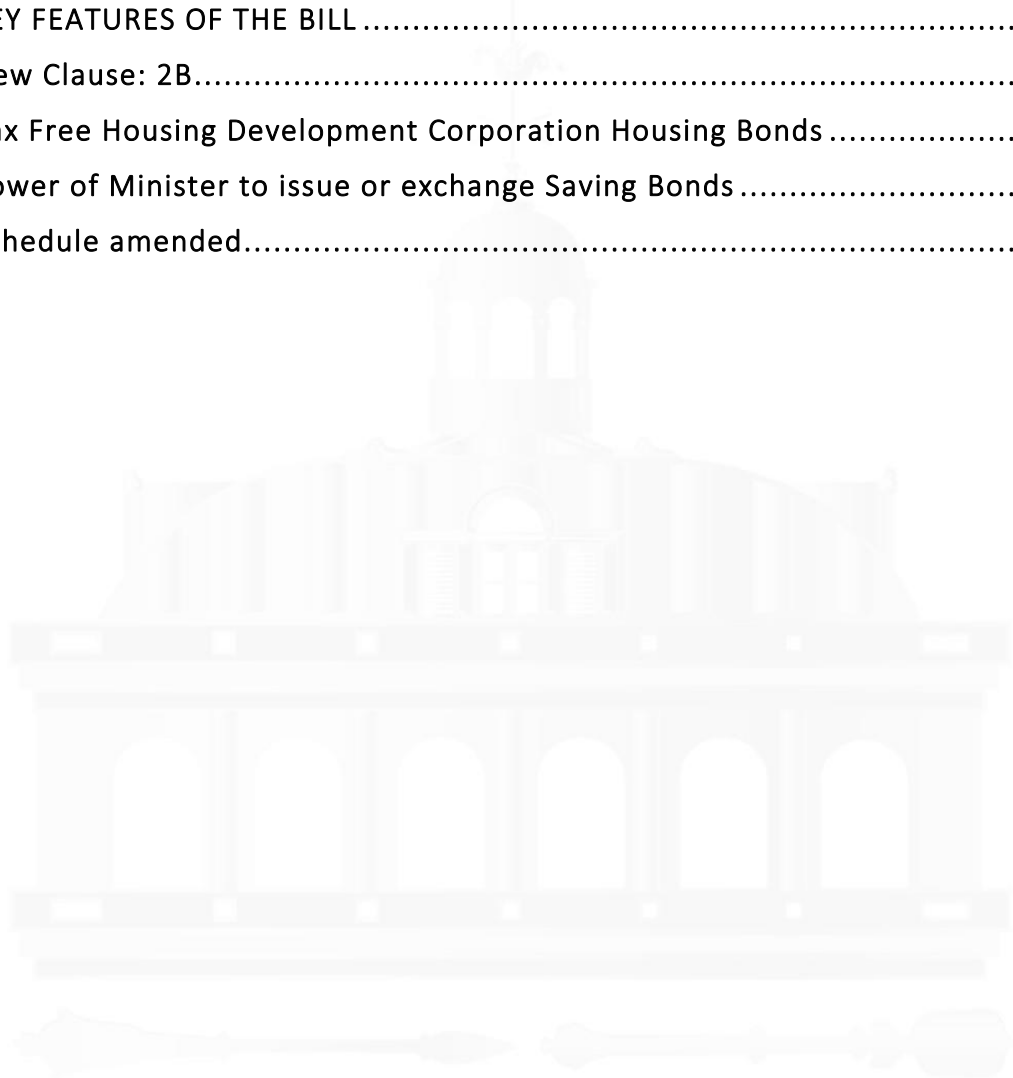 EY FEATURES OF THE BILL ........................................................................
ew Clause: 2B..............................................................................................
ax Free Housing Development Corporation Housing Bonds .....................
ower of Minister to issue or exchange Saving Bonds ................................
hedule amended........................................................................................